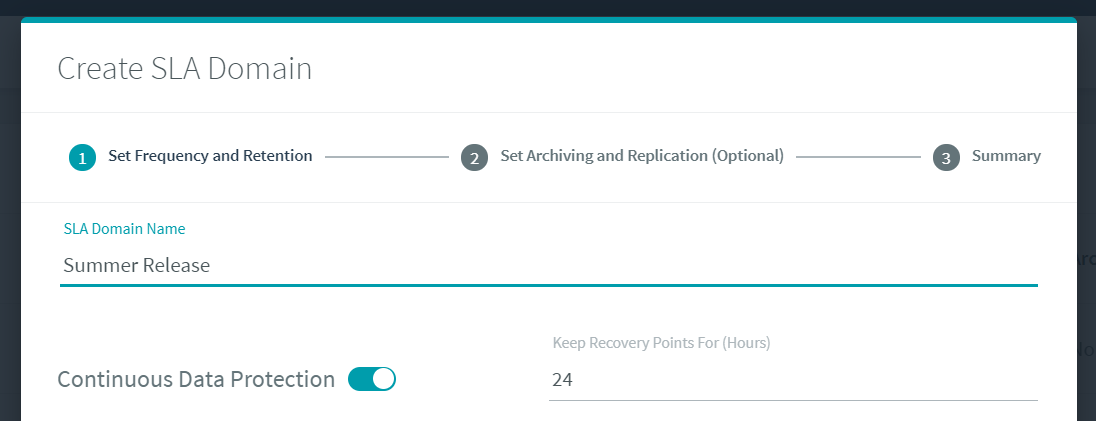 Create SLA Domain
1 Set Frequency and Retention 2 Set Archiving and Replication (Optional) 3 Summary
SLA Domain Name
Summer Release
Keep Recovery Points For (Hours)
Continuous Data Protection 24